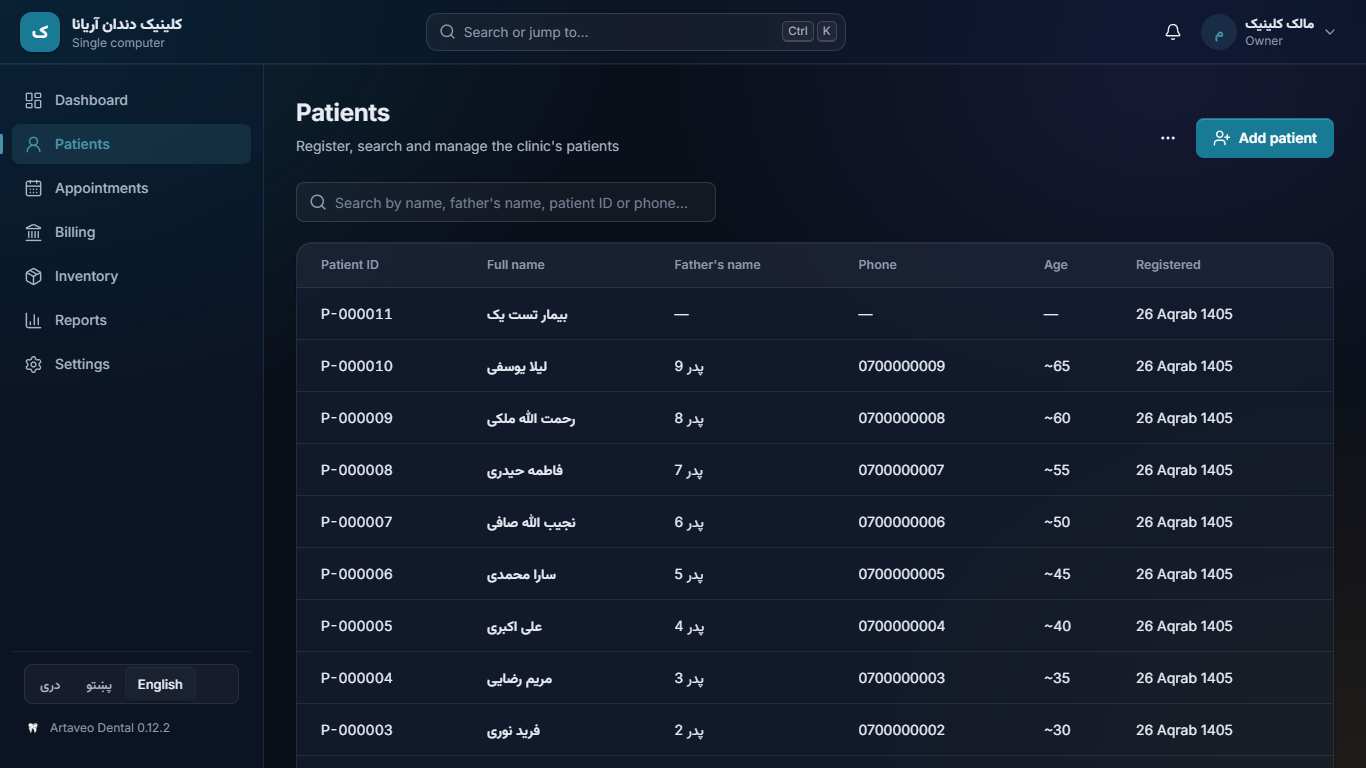 کلینیک دندان آریانا
Single computer
ک
Search or jump to...
Ctrl K
م
مالک کلینیک
Owner
Dashboard
Patients
Appointments
Billing
Inventory
Reports
Settings
دری پښتو English
Artaveo Dental 0.12.2
Patients
Register, search and manage the clinic's patients
Add patient
Search by name, father's name, patient ID or phone...
Patient ID Full name Father's name Phone Age Registered
P-000011 بیمار تست یک — — — 26 Aqrab 1405
P-000010 لیلا یوسفی پدر 9 0700000009 ~65 26 Aqrab 1405
P-000009 رحمت الله ملکی پدر 8 0700000008 ~60 26 Aqrab 1405
P-000008 فاطمه حیدری پدر 7 0700000007 ~55 26 Aqrab 1405
P-000007 نجیب الله صافی پدر 6 0700000006 ~50 26 Aqrab 1405
P-000006 سارا محمدی پدر 5 0700000005 ~45 26 Aqrab 1405
P-000005 علی اکبری پدر 4 0700000004 ~40 26 Aqrab 1405
P-000004 مریم رضایی پدر 3 0700000003 ~35 26 Aqrab 1405
P-000003 فرید نوری پدر 2 0700000002 ~30 26 Aqrab 1405